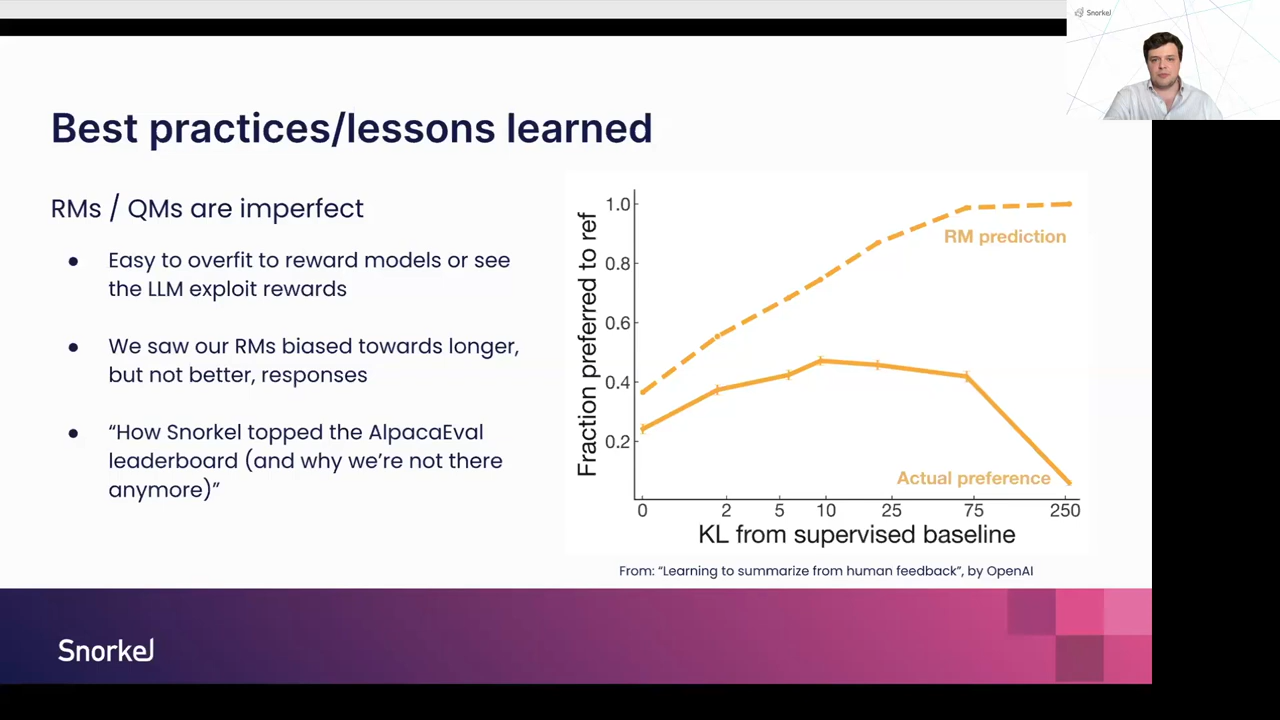 Snorkel
Best practices/lessons learned
RMs / QMs are imperfect
● Easy to overfit to reward models or see
the LLM exploit rewards
● We saw our RMs biased towards longer,
but not better, responses
● “How Snorkel topped the AlpacaEval
leaderboard (and why we’re not there
anymore)”
Fraction preferred to ref
1.0
0.8
0.6
0.4
0.2
RM prediction
Actual preference
0 2 5 10 25 75 250
KL from supervised baseline
From: “Learning to summarize from human feedback”, by OpenAI
Snorkel